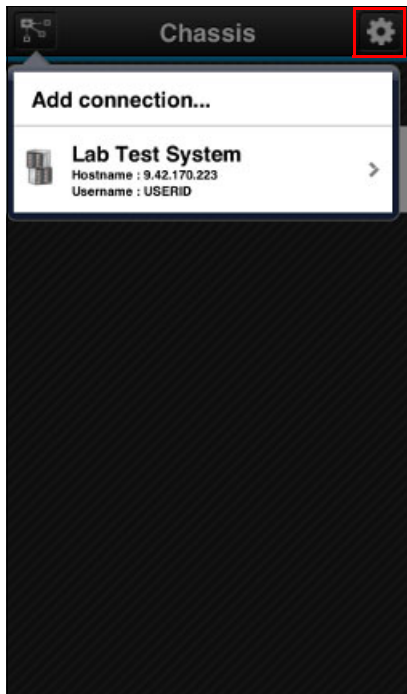 Chassis
Add connection...
Lab Test System
Hostname : 9.42.170.223
Username : USERID